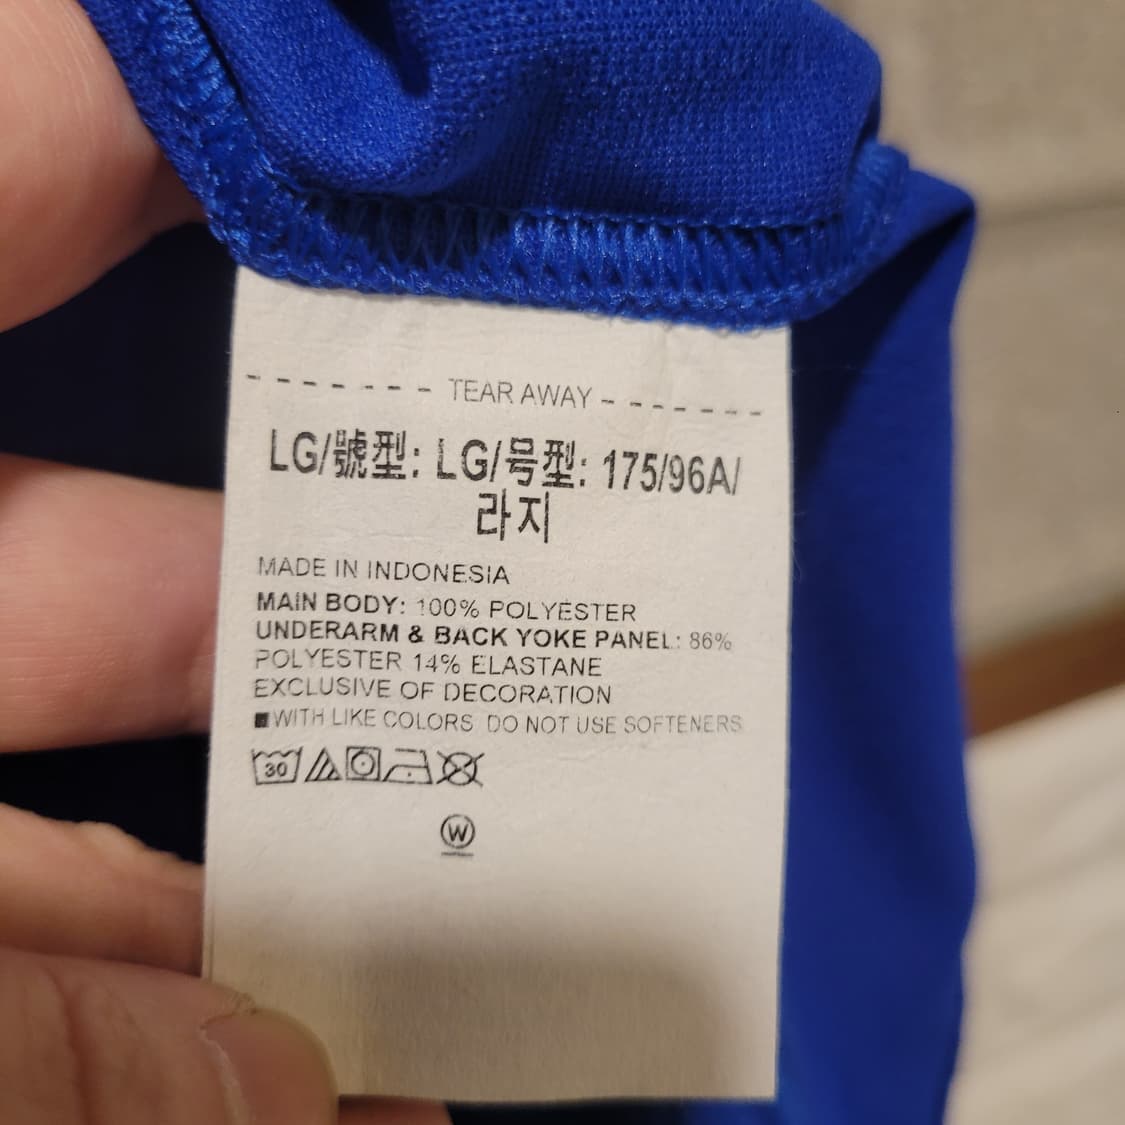 - - - - - - - TEAR AWAY - - - - - - -
LG/號型: LG/号型: 175/96A/
라지
MADE IN INDONESIA
MAIN BODY: 100% POLYESTER
UNDERARM & BACK YOKE PANEL: 86%
POLYESTER 14% ELASTANE
EXCLUSIVE OF DECORATION
■WITH LIKE COLORS DO NOT USE SOFTENERS
30
W